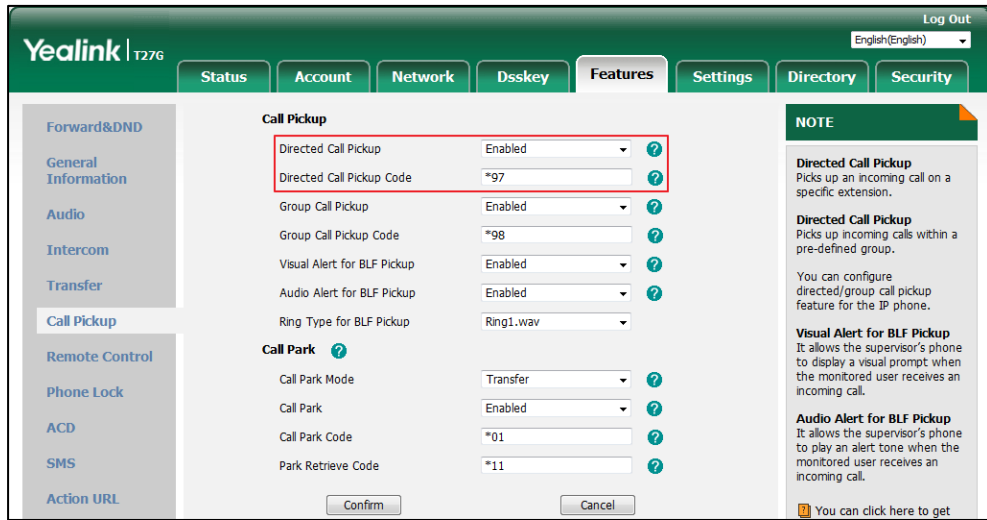 Log Out
Yealink | T27G
English(English)
Status Account Network Dsskey Features Settings Directory Security
Forward&DND
General
Information
Audio
Intercom
Transfer
Call Pickup
Remote Control
Phone Lock
ACD
SMS
Action URL
Call Pickup
Directed Call Pickup Enabled ?
Directed Call Pickup Code *97 ?
Group Call Pickup Enabled ?
Group Call Pickup Code *98 ?
Visual Alert for BLF Pickup Enabled ?
Audio Alert for BLF Pickup Enabled ?
Ring Type for BLF Pickup Ring1.wav
Call Park ?
Call Park Mode Transfer ?
Call Park Enabled ?
Call Park Code *01 ?
Park Retrieve Code *11 ?
Confirm Cancel
NOTE
Directed Call Pickup
Picks up an incoming call on a
specific extension.
Directed Call Pickup
Picks up incoming calls within a
pre-defined group.
You can configure
directed/group call pickup
feature for the IP phone.
Visual Alert for BLF Pickup
It allows the supervisor's phone
to display a visual prompt when
the monitored user receives an
incoming call.
Audio Alert for BLF Pickup
It allows the supervisor's phone
to play an alert tone when the
monitored user receives an
incoming call.
? You can click here to get